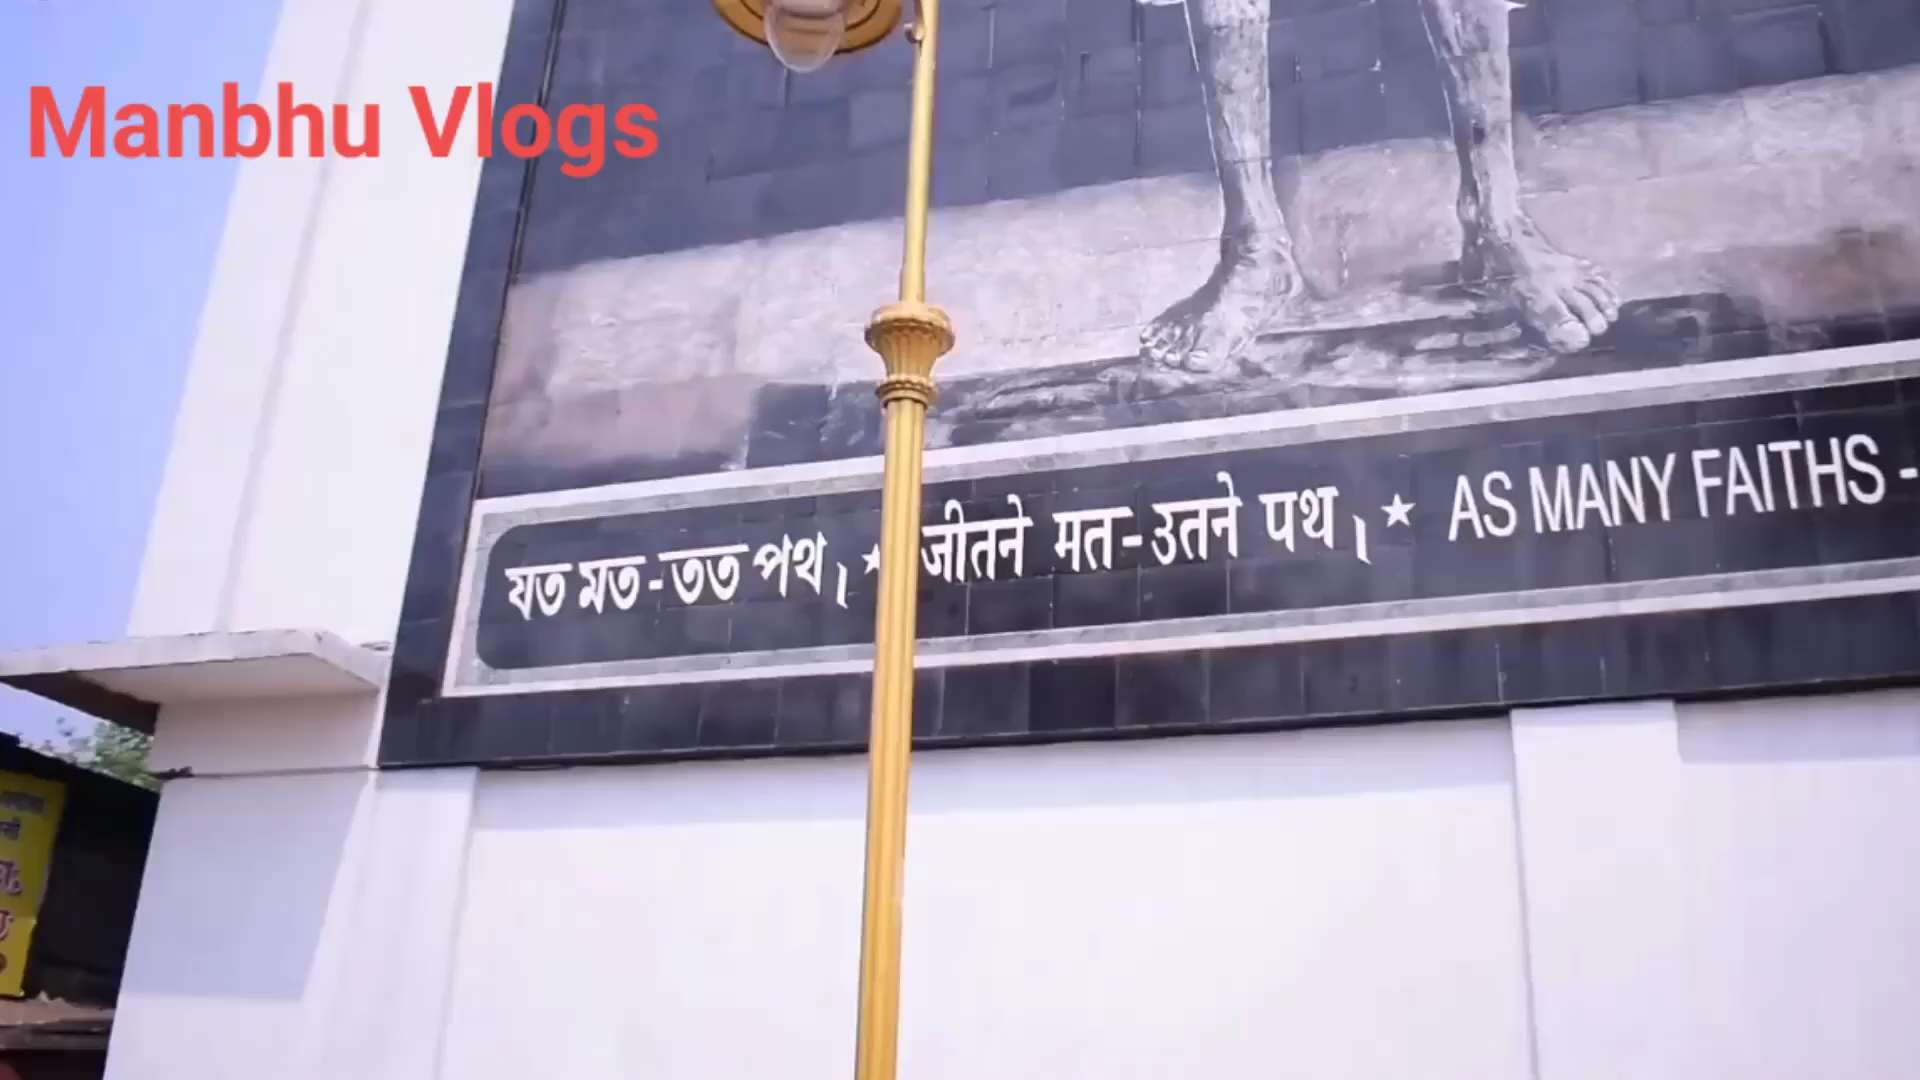 Manbhu Vlogs
যত মত-তত পথ। ★ जीतने मत-उतने पथ। ★ AS MANY FAITHS -